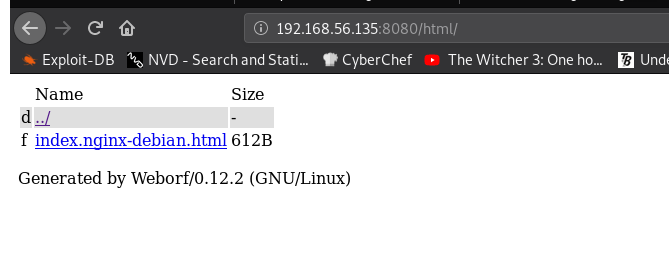 192.168.56.135:8080/html/
Exploit-DB NVD - Search and Stati... CyberChef The Witcher 3: One ho... Unde
Name Size
d ../ -
f index.nginx-debian.html 612B
Generated by Weborf/0.12.2 (GNU/Linux)